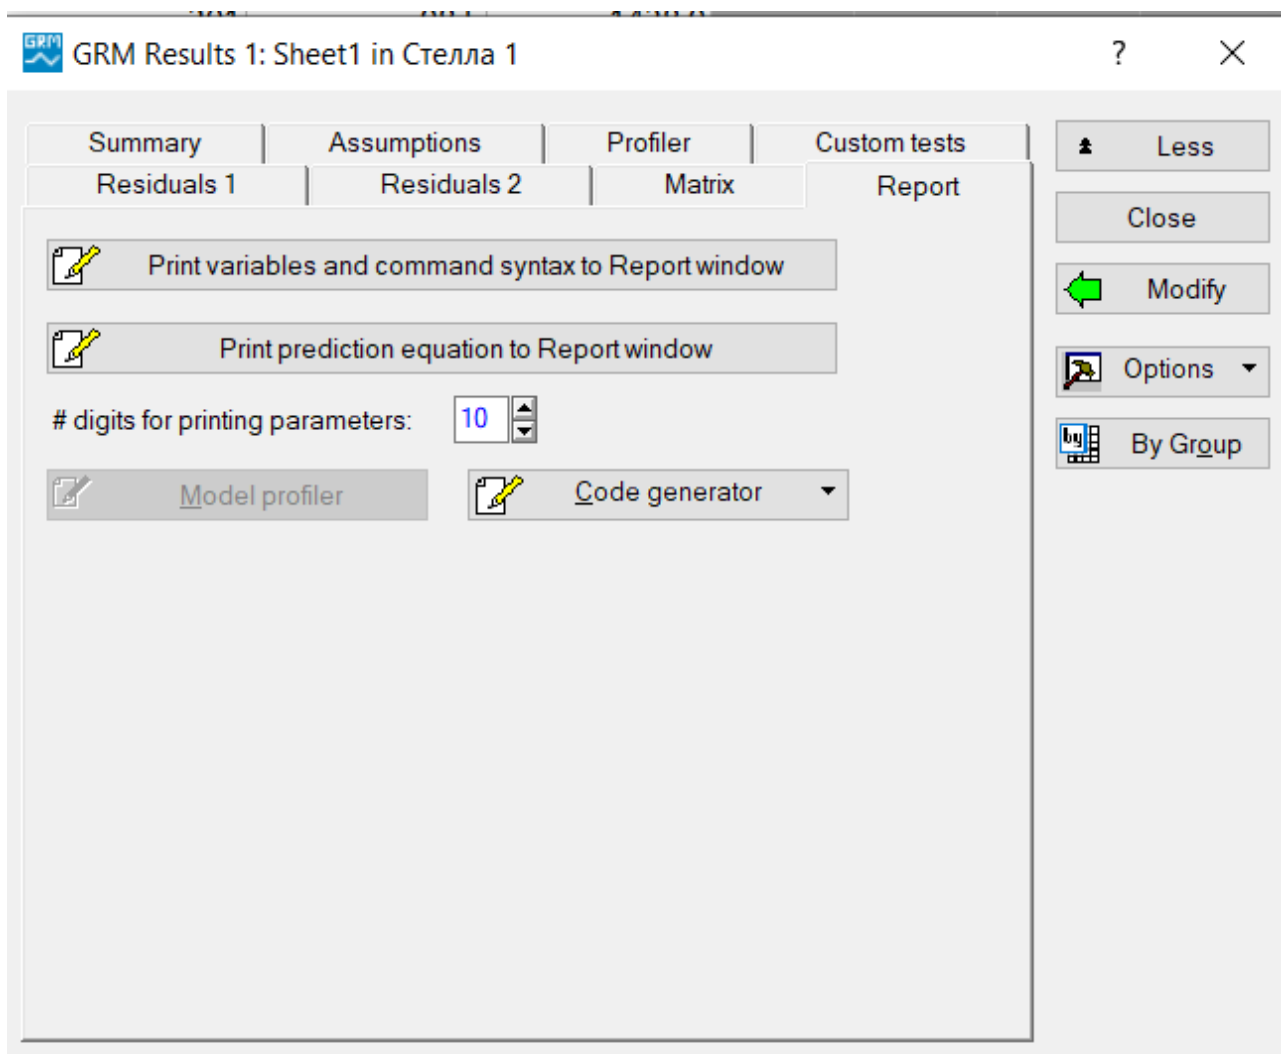 GRM
GRM Results 1: Sheet1 in Стелла 1
?
Summary Assumptions Profiler Custom tests
Residuals 1 Residuals 2 Matrix Report
Print variables and command syntax to Report window
Print prediction equation to Report window
# digits for printing parameters: 10
Model profiler Code generator
Less
Close
Modify
Options
by By Group